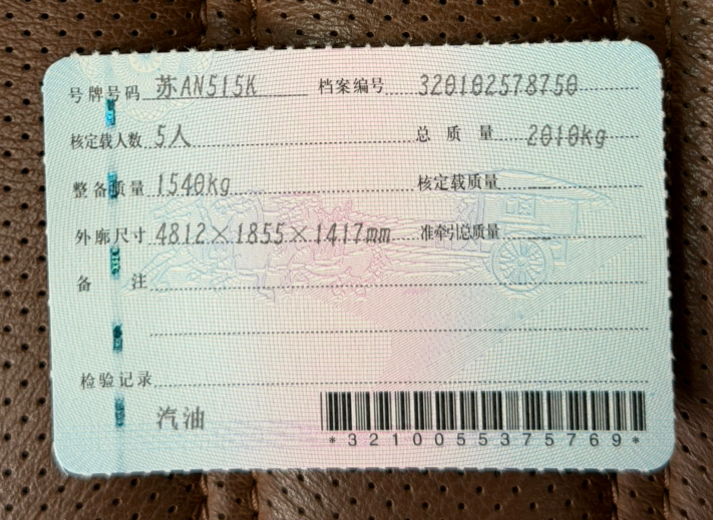 号牌号码 苏AN515K 档案编号 320102578750
核定载人数 5人 总质量 2010kg
整备质量 1540kg 核定载质量 --
外廓尺寸 4812×1855×1417mm 准牵引总质量 --
备注
检验记录
汽油
*3210055375769*